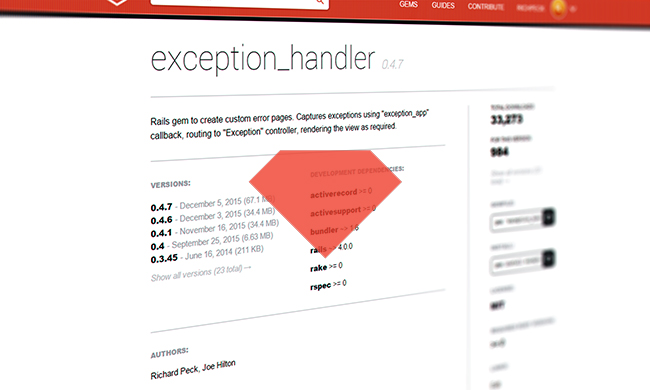 GEMS GUIDES CONTRIBUTE RICHPECK
exception_handler 0.4.7
Rails gem to create custom error pages. Captures exceptions using "exception_app"
callback, routing to "Exception" controller, rendering the view as required.
VERSIONS:
0.4.7 - December 5, 2015 (67.1 MB)
0.4.6 - December 3, 2015 (34.4 MB)
0.4.1 - November 16, 2015 (34.4 MB)
0.4 - September 25, 2015 (6.63 MB)
0.3.45 - June 16, 2014 (211 KB)
Show all versions (23 total) →
DEVELOPMENT DEPENDENCIES:
activerecord >= 0
activesupport >= 0
bundler ~> 1.6
rails ~> 4.0.0
rake >= 0
rspec >= 0
AUTHORS:
Richard Peck, Joe Hilton
TOTAL DOWNLOADS
33,273
FOR THIS VERSION
984